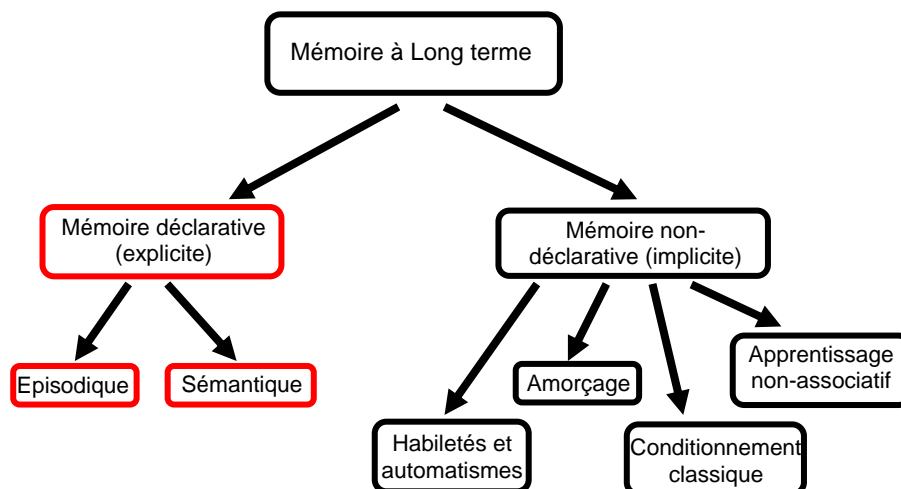 Mémoire à Long terme
Mémoire déclarative
(explicite)
Mémoire non-
déclarative (implicite)
Episodique
Sémantique
Amorçage
Apprentissage
non-associatif
Habiletés et
automatismes
Conditionnement
classique